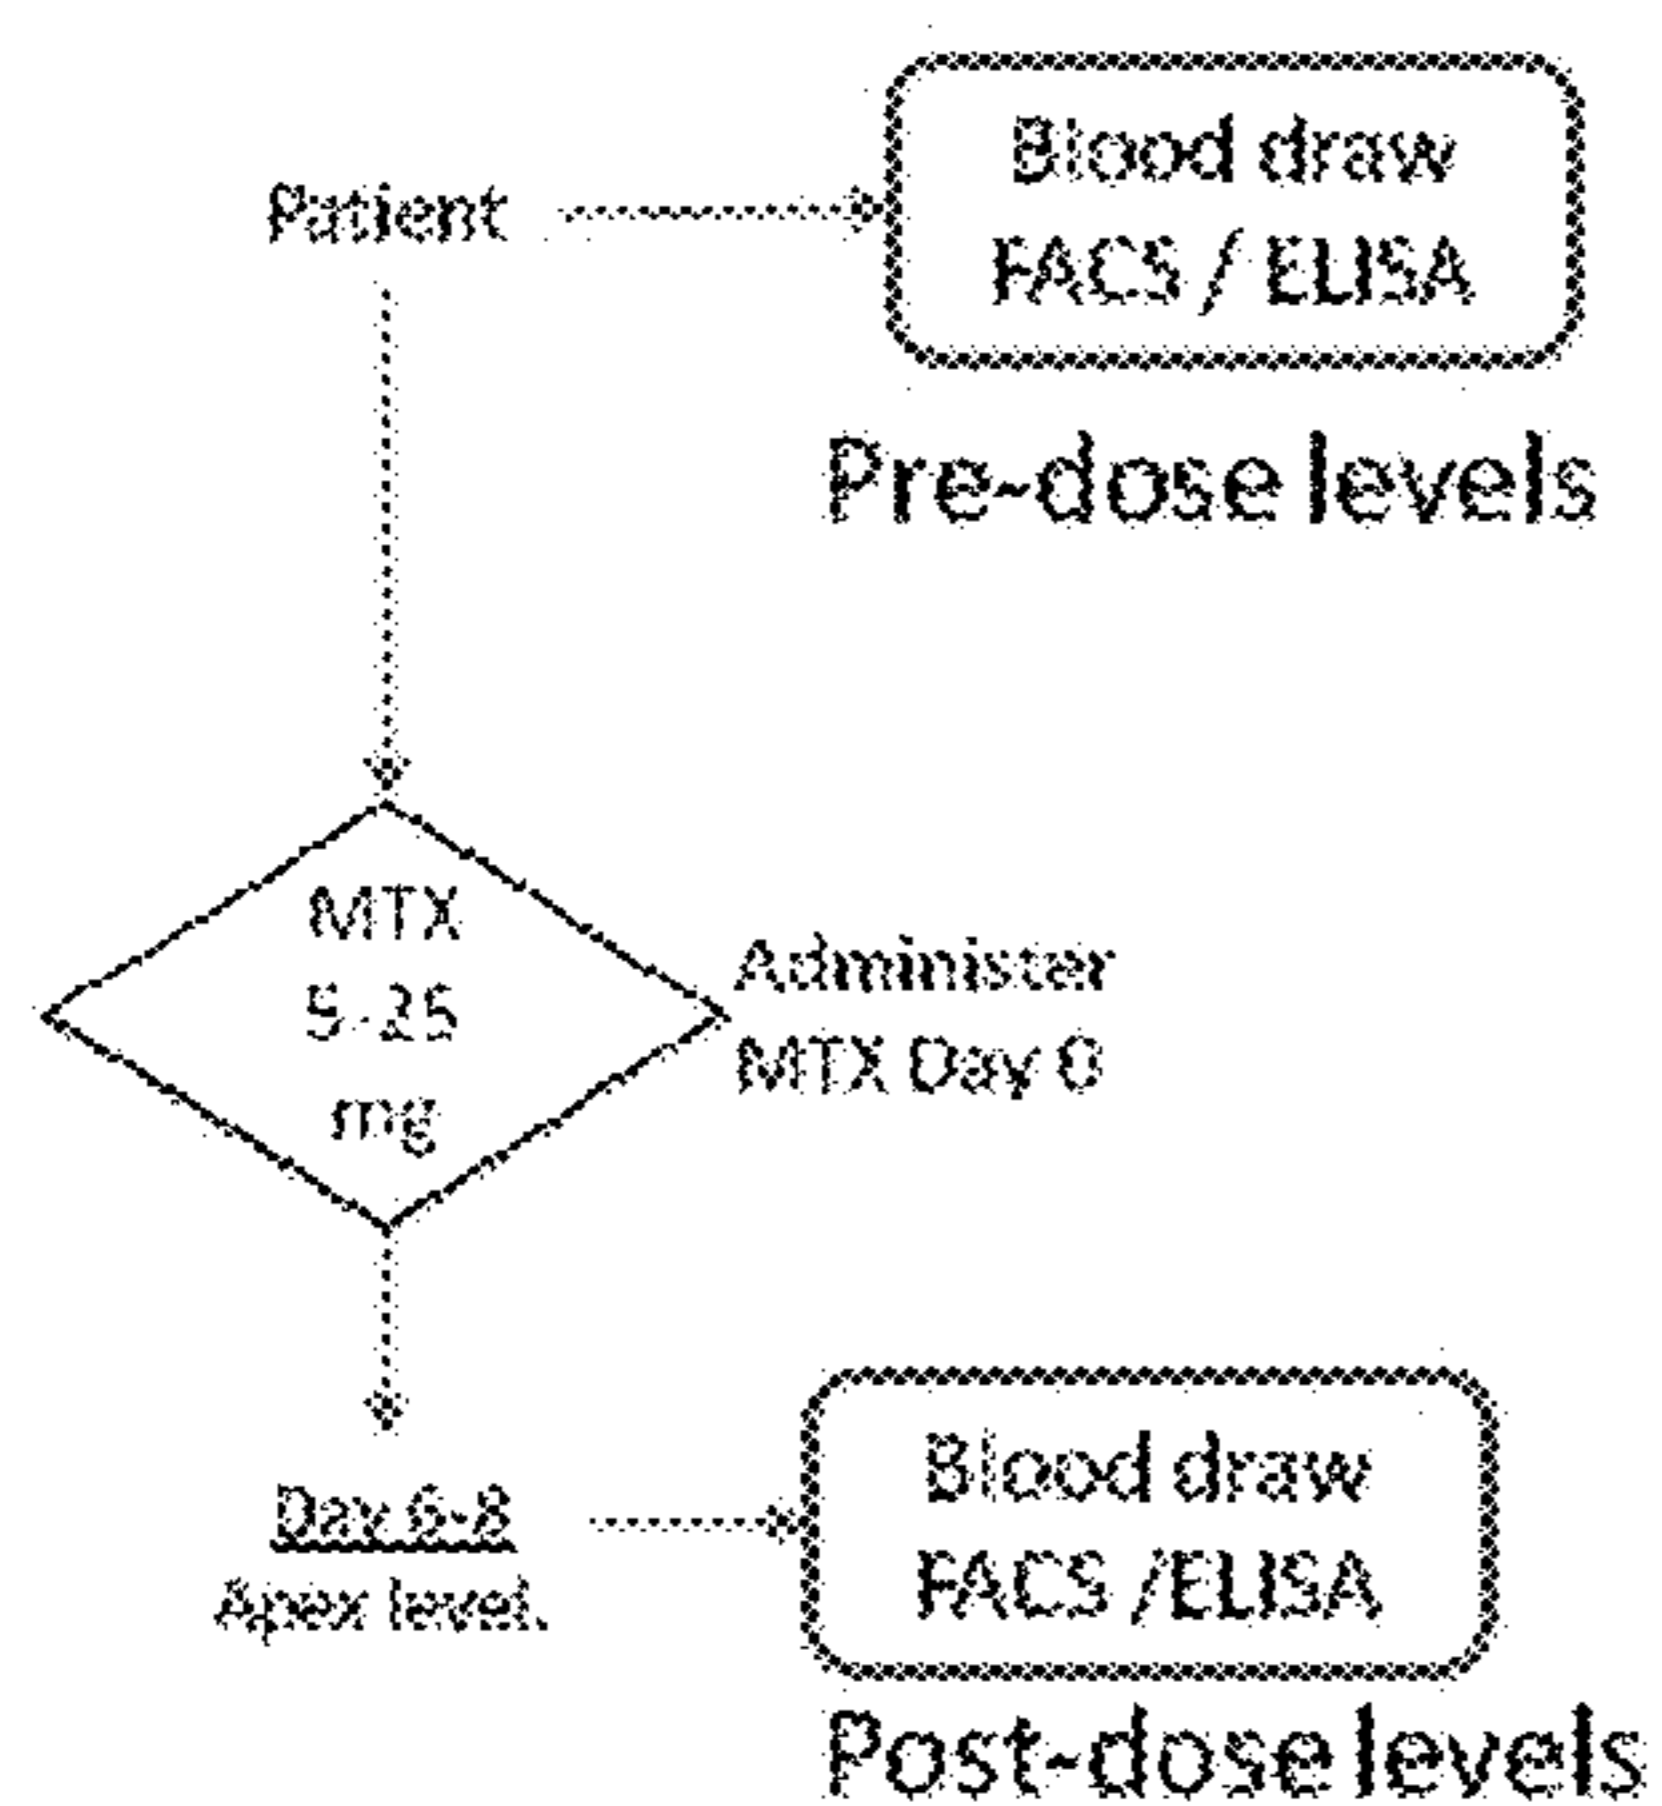 Blood draw
Patient
FACS / ELISA
Pre-dose levels
MTX
5-25
mg
Administer
MTX Day 0
Day 6-8
Apex level.
Blood draw
FACS /ELISA
Post-dose levels